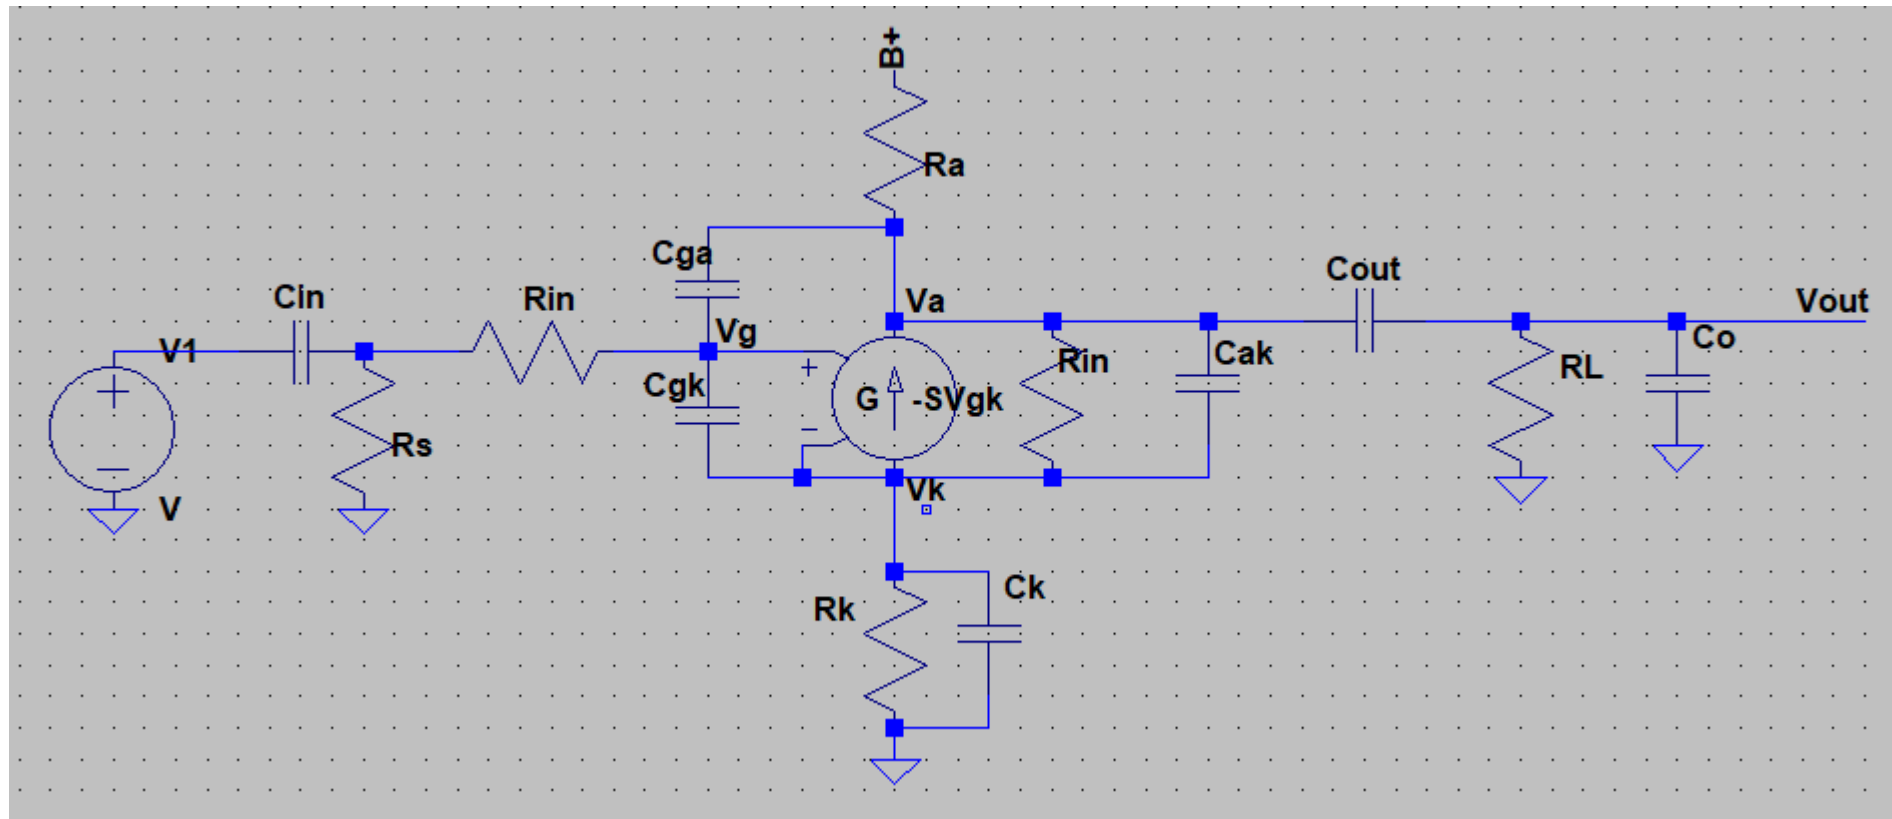 B+
Ra
Cga
Cin
Rin
Vg
Va
Cout
Vout
V1
+
Cgk
+
G
-SVgk
Rin
Cak
RL
Co
Rs
V
Vk
Rk
Ck